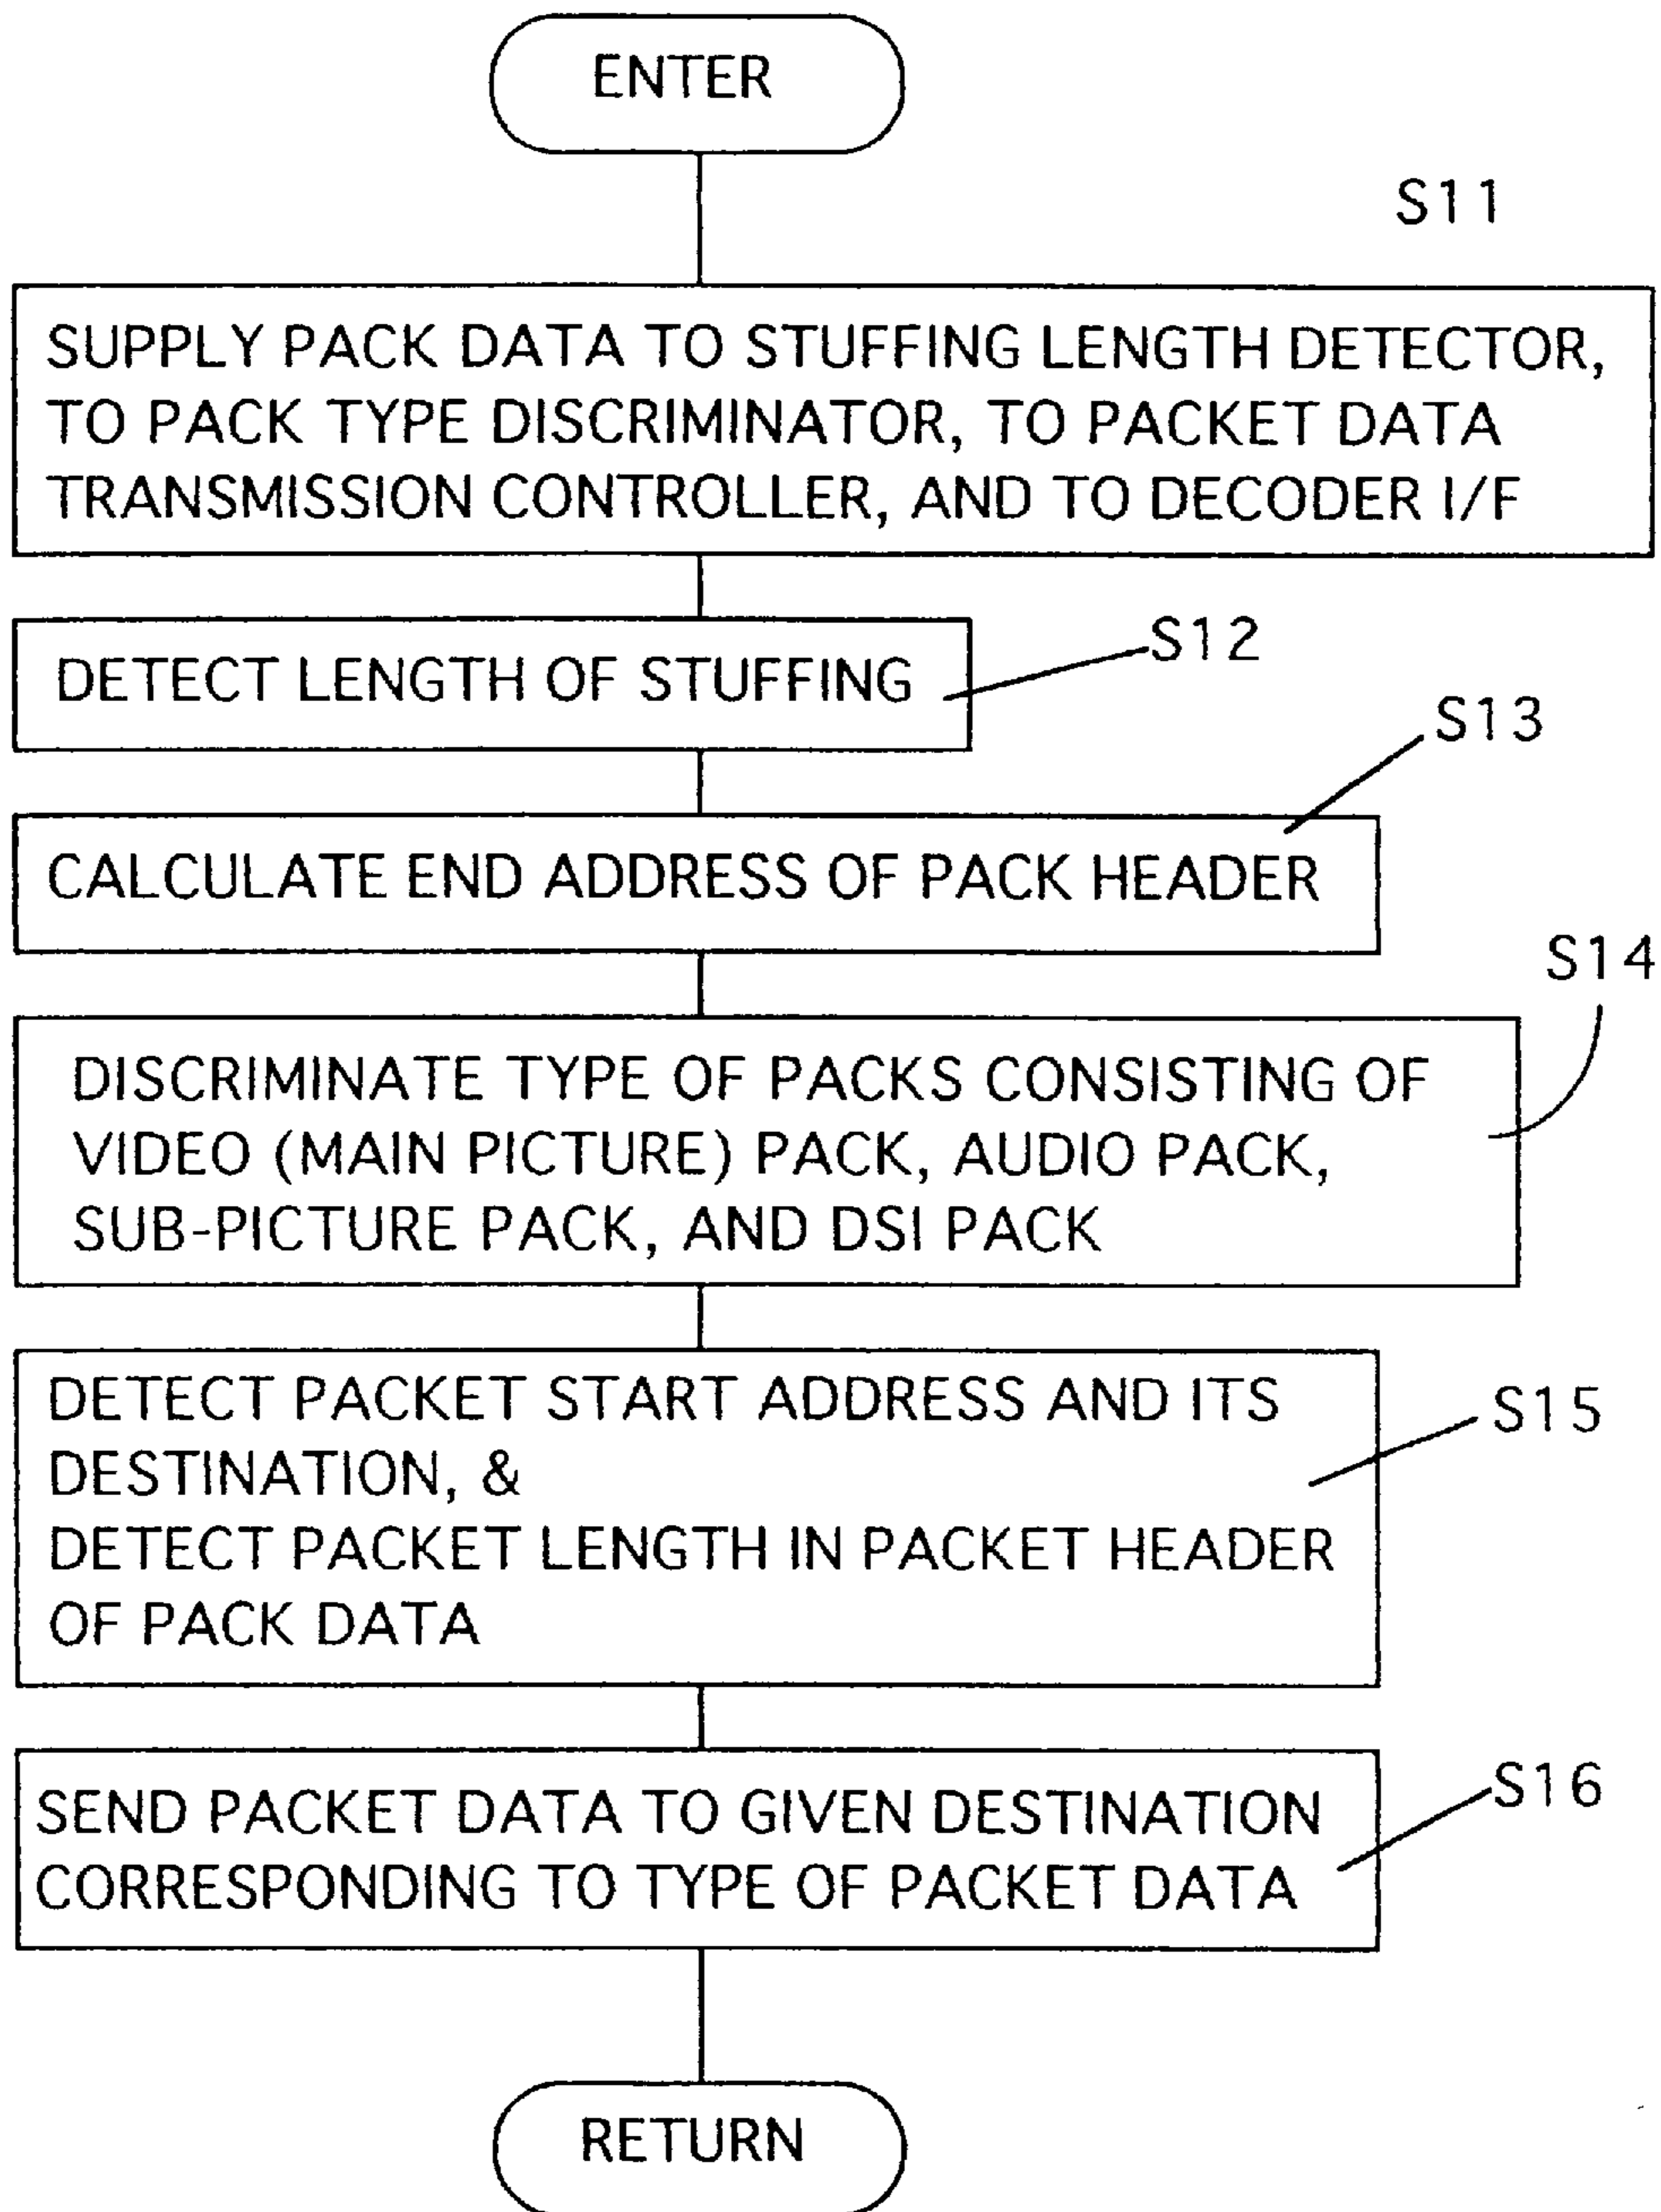 ENTER
S11
SUPPLY PACK DATA TO STUFFING LENGTH DETECTOR,
TO PACK TYPE DISCRIMINATOR, TO PACKET DATA
TRANSMISSION CONTROLLER, AND TO DECODER I/F
S12
DETECT LENGTH OF STUFFING
S13
CALCULATE END ADDRESS OF PACK HEADER
S14
DISCRIMINATE TYPE OF PACKS CONSISTING OF
VIDEO (MAIN PICTURE) PACK, AUDIO PACK,
SUB-PICTURE PACK, AND DSI PACK
S15
DETECT PACKET START ADDRESS AND ITS
DESTINATION, &
DETECT PACKET LENGTH IN PACKET HEADER
OF PACK DATA
S16
SEND PACKET DATA TO GIVEN DESTINATION
CORRESPONDING TO TYPE OF PACKET DATA
RETURN